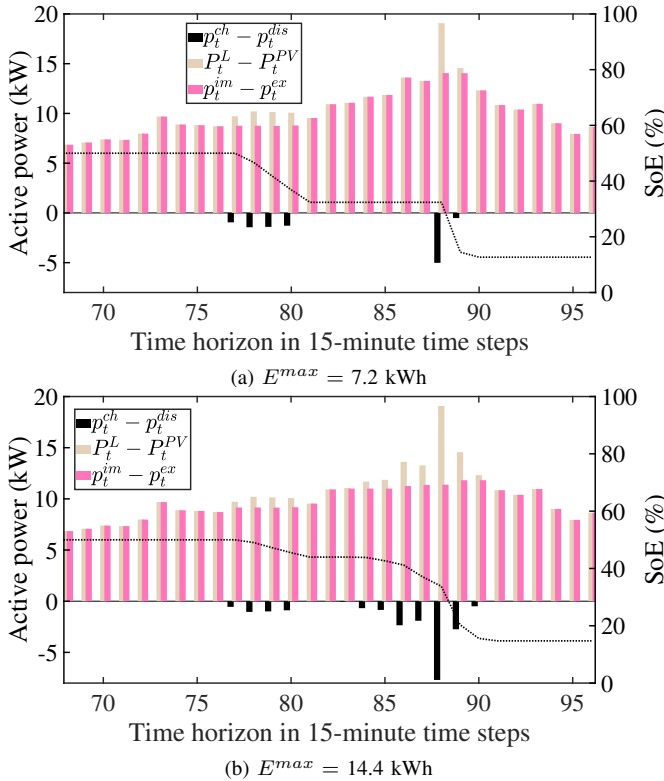 20
15
10
5
0
-5
Active power (kW)
p_t^{ch} − p_t^{dis}
P_t^L − P_t^{PV}
p_t^{im} − p_t^{ex}
100
80
60
40
20
0
SoE (%)
70 75 80 85 90 95
Time horizon in 15-minute time steps
(a) E^{max} = 7.2 kWh
20
15
10
5
0
-5
Active power (kW)
p_t^{ch} − p_t^{dis}
P_t^L − P_t^{PV}
p_t^{im} − p_t^{ex}
100
80
60
40
20
0
SoE (%)
70 75 80 85 90 95
Time horizon in 15-minute time steps
(b) E^{max} = 14.4 kWh